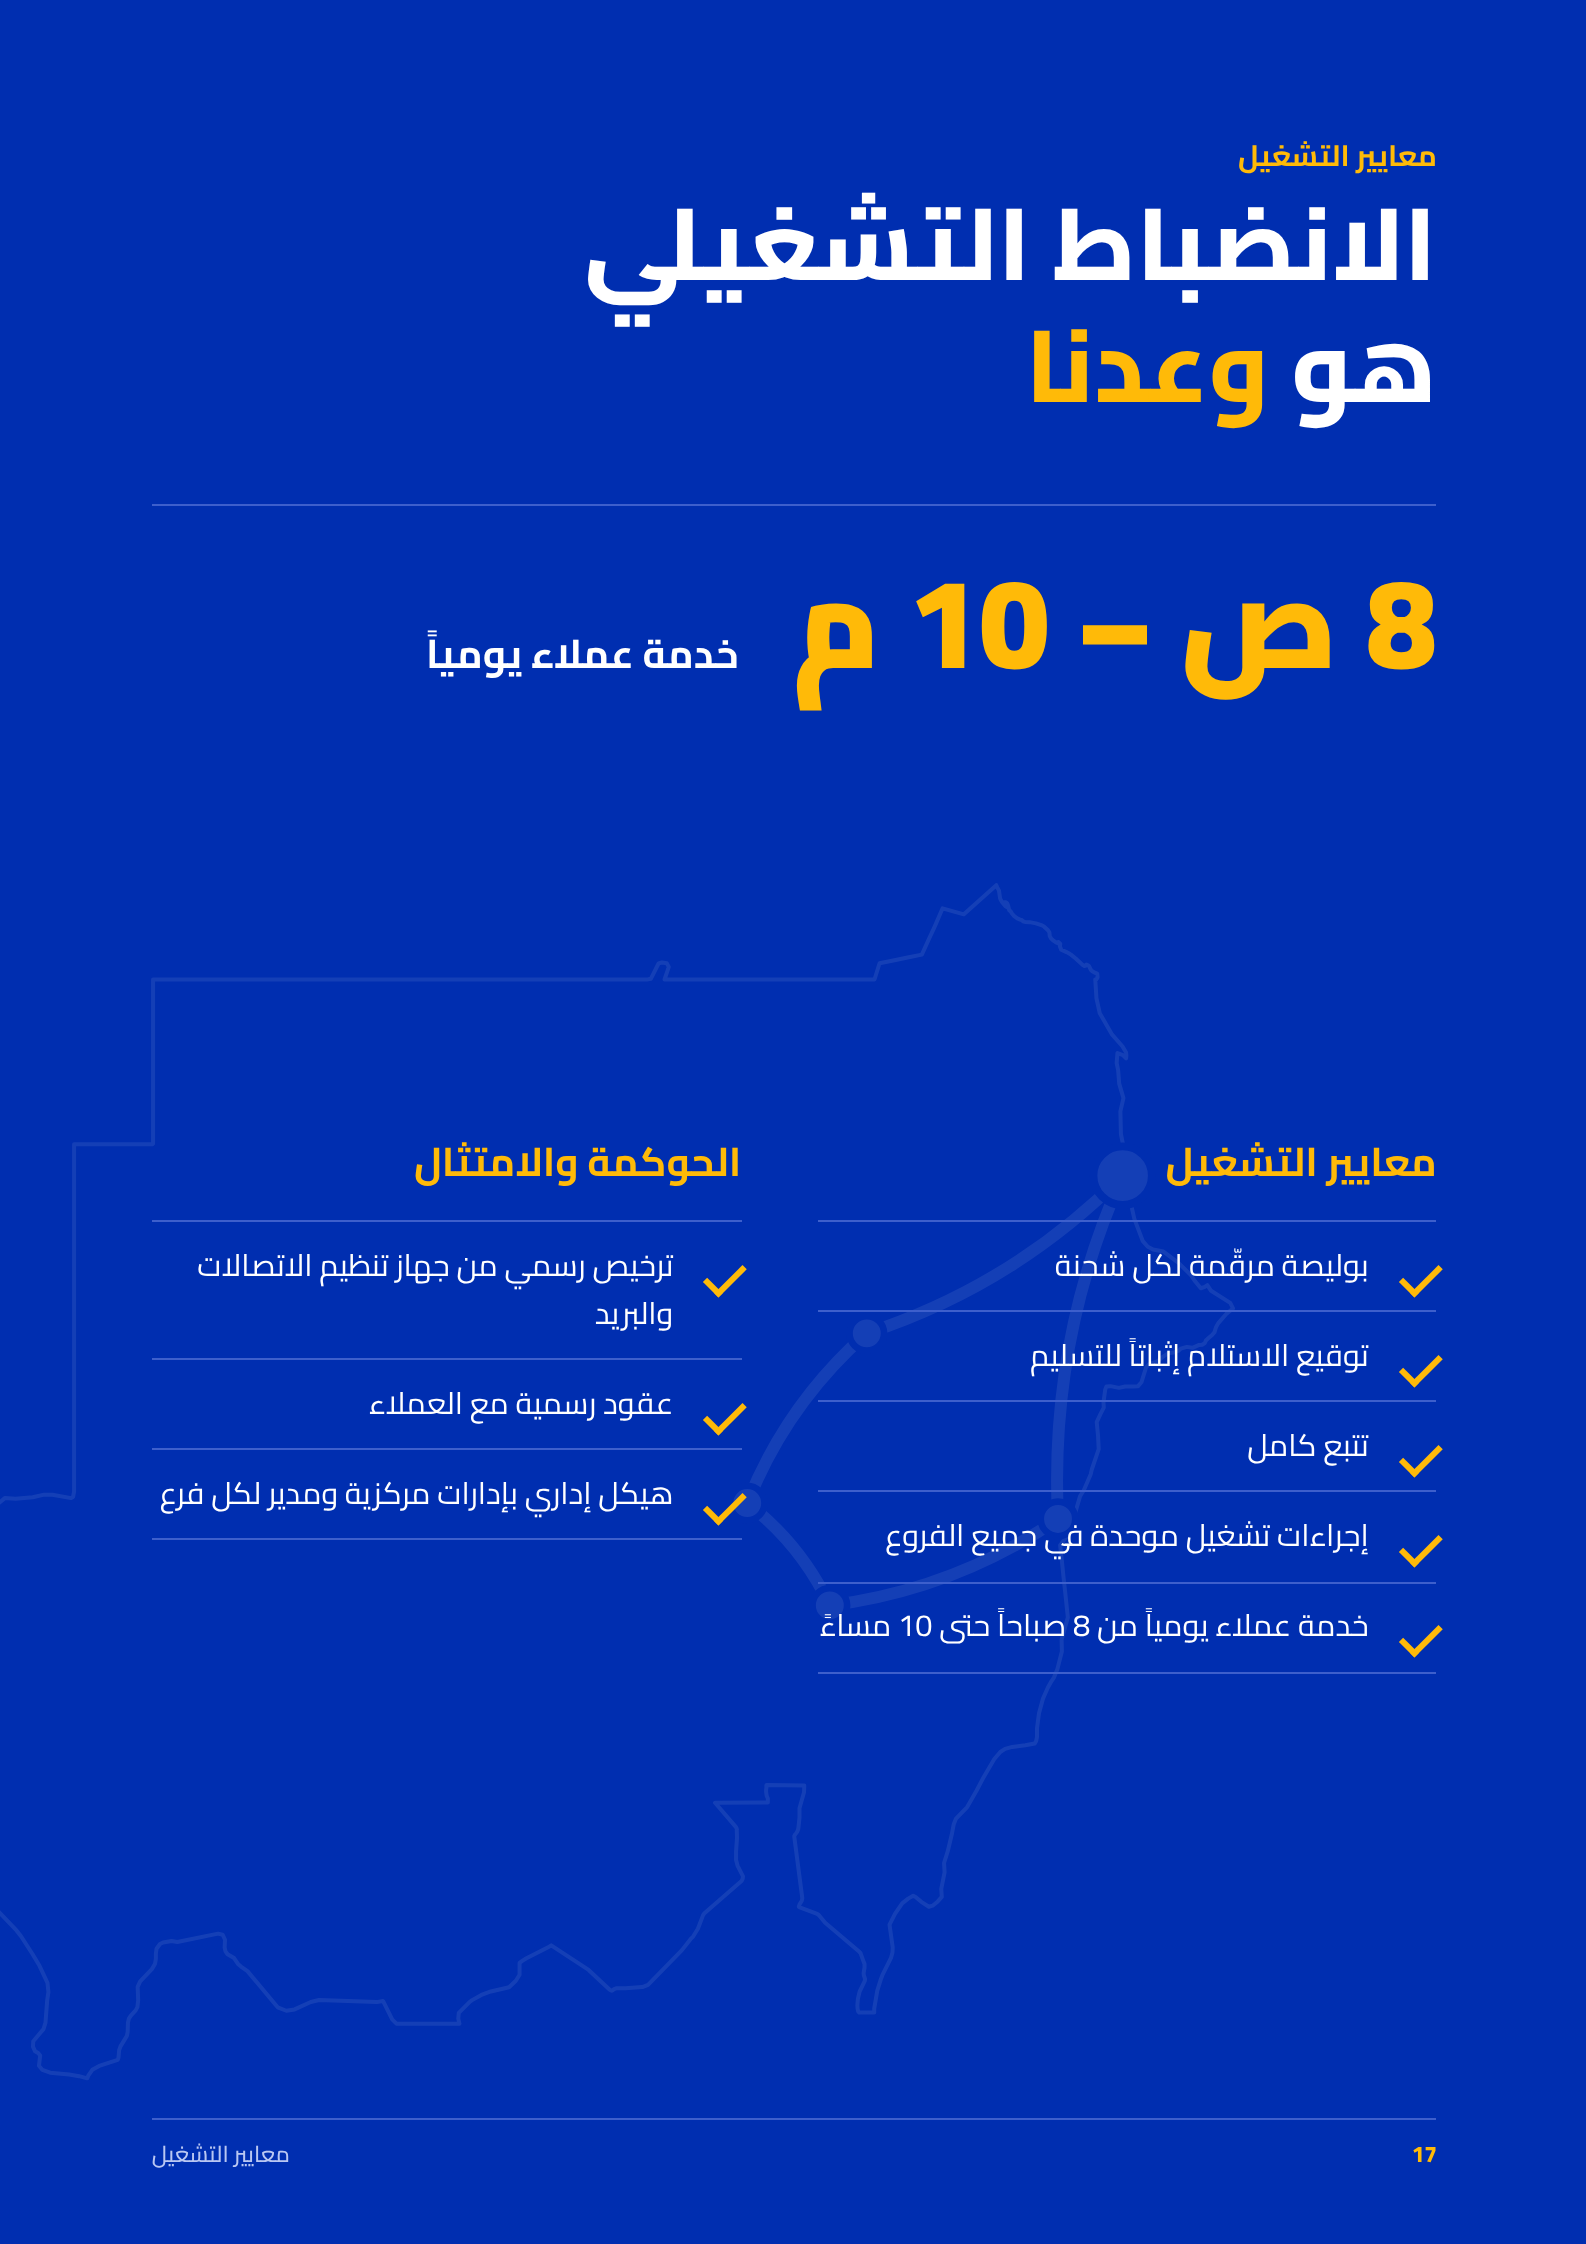 معايير التشغيل
الانضباط التشغيلي
هو وعدنا
8 ص – 10 م
خدمة عملاء يومياً
معايير التشغيل
بوليصة مرقّمة لكل شحنة
توقيع الاستلام إثباتاً للتسليم
تتبع كامل
إجراءات تشغيل موحدة في جميع الفروع
خدمة عملاء يومياً من 8 صباحاً حتى 10 مساءً
الحوكمة والامتثال
ترخيص رسمي من جهاز تنظيم الاتصالات
والبريد
عقود رسمية مع العملاء
هيكل إداري بإدارات مركزية ومدير لكل فرع
17
معايير التشغيل